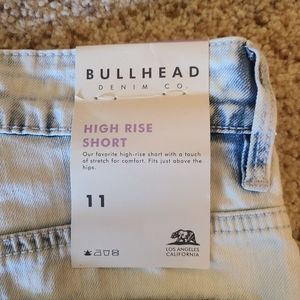 BULLHEAD
DENIM CO.
HIGH RISE
SHORT
Our favorite high-rise short with a touch
of stretch for comfort. Fits just above the
hips.
11
LOS ANGELES
CALIFORNIA